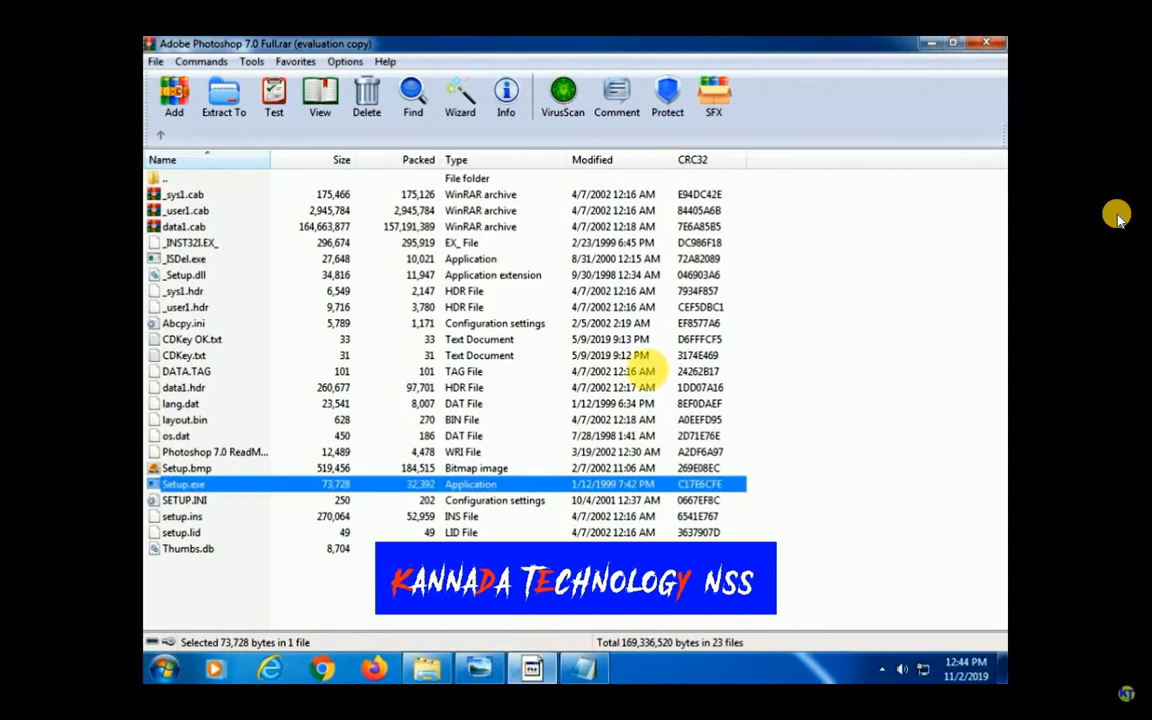 Adobe Photoshop 7.0 Full.rar (evaluation copy)
File Commands Tools Favorites Options Help
Add Extract To Test View Delete Find Wizard Info VirusScan Comment Protect SFX
Name Size Packed Type Modified CRC32
.. File folder
_sys1.cab 175,466 175,126 WinRAR archive 4/7/2002 12:16 AM E94DC42E
_user1.cab 2,945,784 2,945,784 WinRAR archive 4/7/2002 12:16 AM 84405A6B
data1.cab 164,663,877 157,191,389 WinRAR archive 4/7/2002 12:16 AM 7E6A85B5
_INST32I.EX_ 296,674 295,919 EX_ File 2/23/1999 6:45 PM DC986F18
_ISDel.exe 27,648 10,021 Application 8/31/2000 12:15 AM 72A82089
_Setup.dll 34,816 11,947 Application extension 9/30/1998 12:34 AM 046903A6
_sys1.hdr 6,549 2,147 HDR File 4/7/2002 12:16 AM 7934F857
_user1.hdr 9,716 3,780 HDR File 4/7/2002 12:16 AM CEF5DBC1
Abcpy.ini 5,789 1,171 Configuration settings 2/5/2002 2:19 AM EF8577A6
CDKey OK.txt 33 33 Text Document 5/9/2019 9:13 PM D6FFFCF5
CDKey.txt 31 31 Text Document 5/9/2019 9:12 PM 3174E469
DATA.TAG 101 101 TAG File 4/7/2002 12:16 AM 24262B17
data1.hdr 260,677 97,701 HDR File 4/7/2002 12:17 AM 1DD07A16
lang.dat 23,541 8,007 DAT File 1/12/1999 6:34 PM 8EF0DAEF
layout.bin 628 270 BIN File 4/7/2002 12:18 AM A0EEFD95
os.dat 450 186 DAT File 7/28/1998 1:41 AM 2D71E76E
Photoshop 7.0 ReadM... 12,489 4,478 WRI File 3/19/2002 12:30 AM A2DF6A97
Setup.bmp 519,456 184,515 Bitmap image 2/7/2002 11:06 AM 269E08EC
Setup.exe 73,728 32,392 Application 1/12/1999 7:42 PM C17E6CFE
SETUP.INI 250 202 Configuration settings 10/4/2001 12:37 AM 0667EF8C
setup.ins 270,064 52,959 INS File 4/7/2002 12:16 AM 6541E767
setup.lid 49 49 LID File 4/7/2002 12:16 AM 3637907D
Thumbs.db 8,704
KANNADA TECHNOLOGY NSS
Selected 73,728 bytes in 1 file Total 169,336,520 bytes in 23 files
12:44 PM
11/2/2019
KT